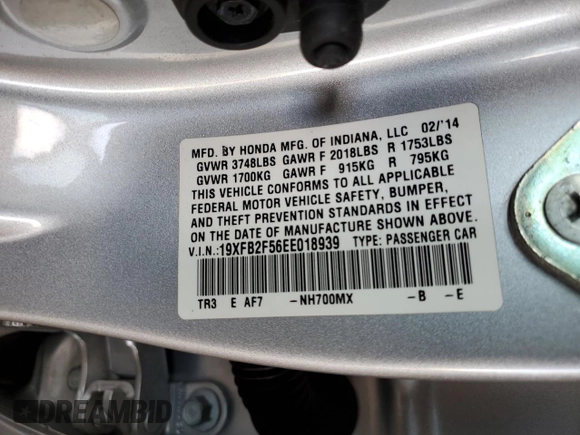 MFD. BY HONDA MFG. OF INDIANA, LLC 02/'14
GVWR 3748LBS GAWR F 2018LBS R 1753LBS
GVWR 1700KG GAWR F 915KG R 795KG
THIS VEHICLE CONFORMS TO ALL APPLICABLE
FEDERAL MOTOR VEHICLE SAFETY, BUMPER,
AND THEFT PREVENTION STANDARDS IN EFFECT
ON THE DATE OF MANUFACTURE SHOWN ABOVE.
V.I.N.:19XFB2F56EE018939 TYPE: PASSENGER CAR
TR3 E AF7 -NH700MX -B -E
DREAMBID